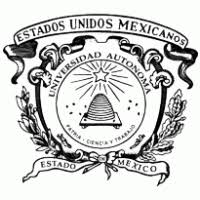 ESTADOS UNIDOS MEXICANOS
UNIVERSIDAD AUTONOMA
PATRIA · CIENCIA Y TRABAJO
ESTADO MEXICO